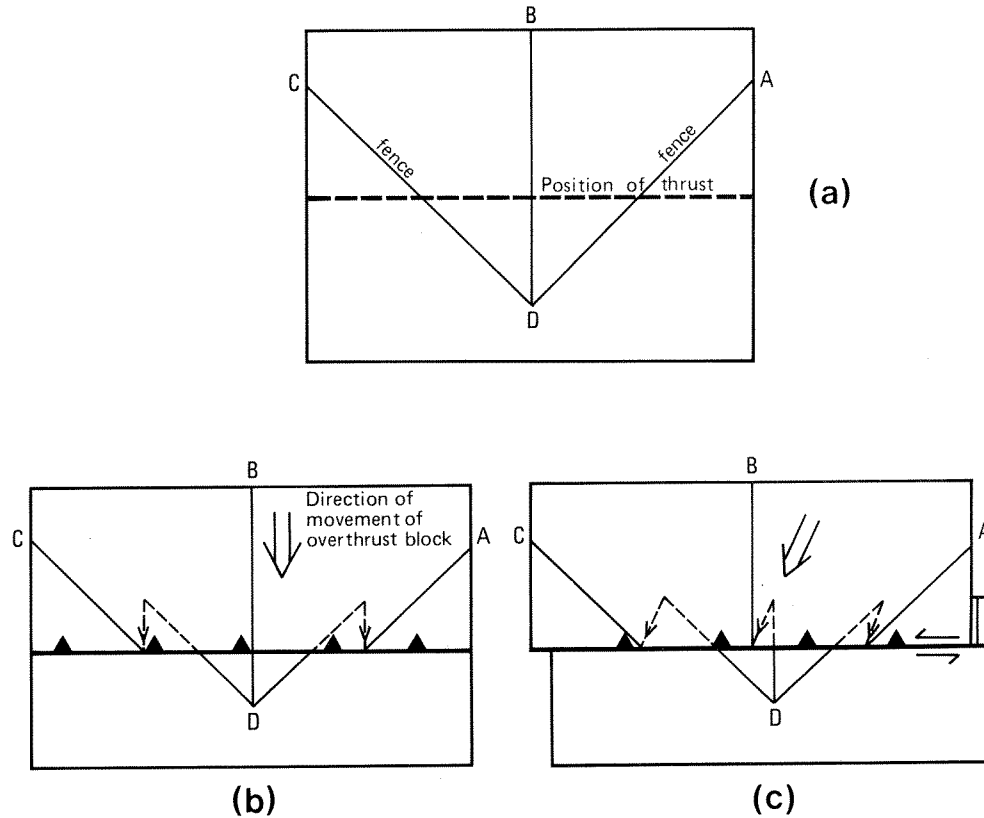 B
C
A
fence
fence
Position of thrust
(a)
D
B
Direction of
movement of
overthrust block
C
A
D
(b)
B
C
A
D
(c)